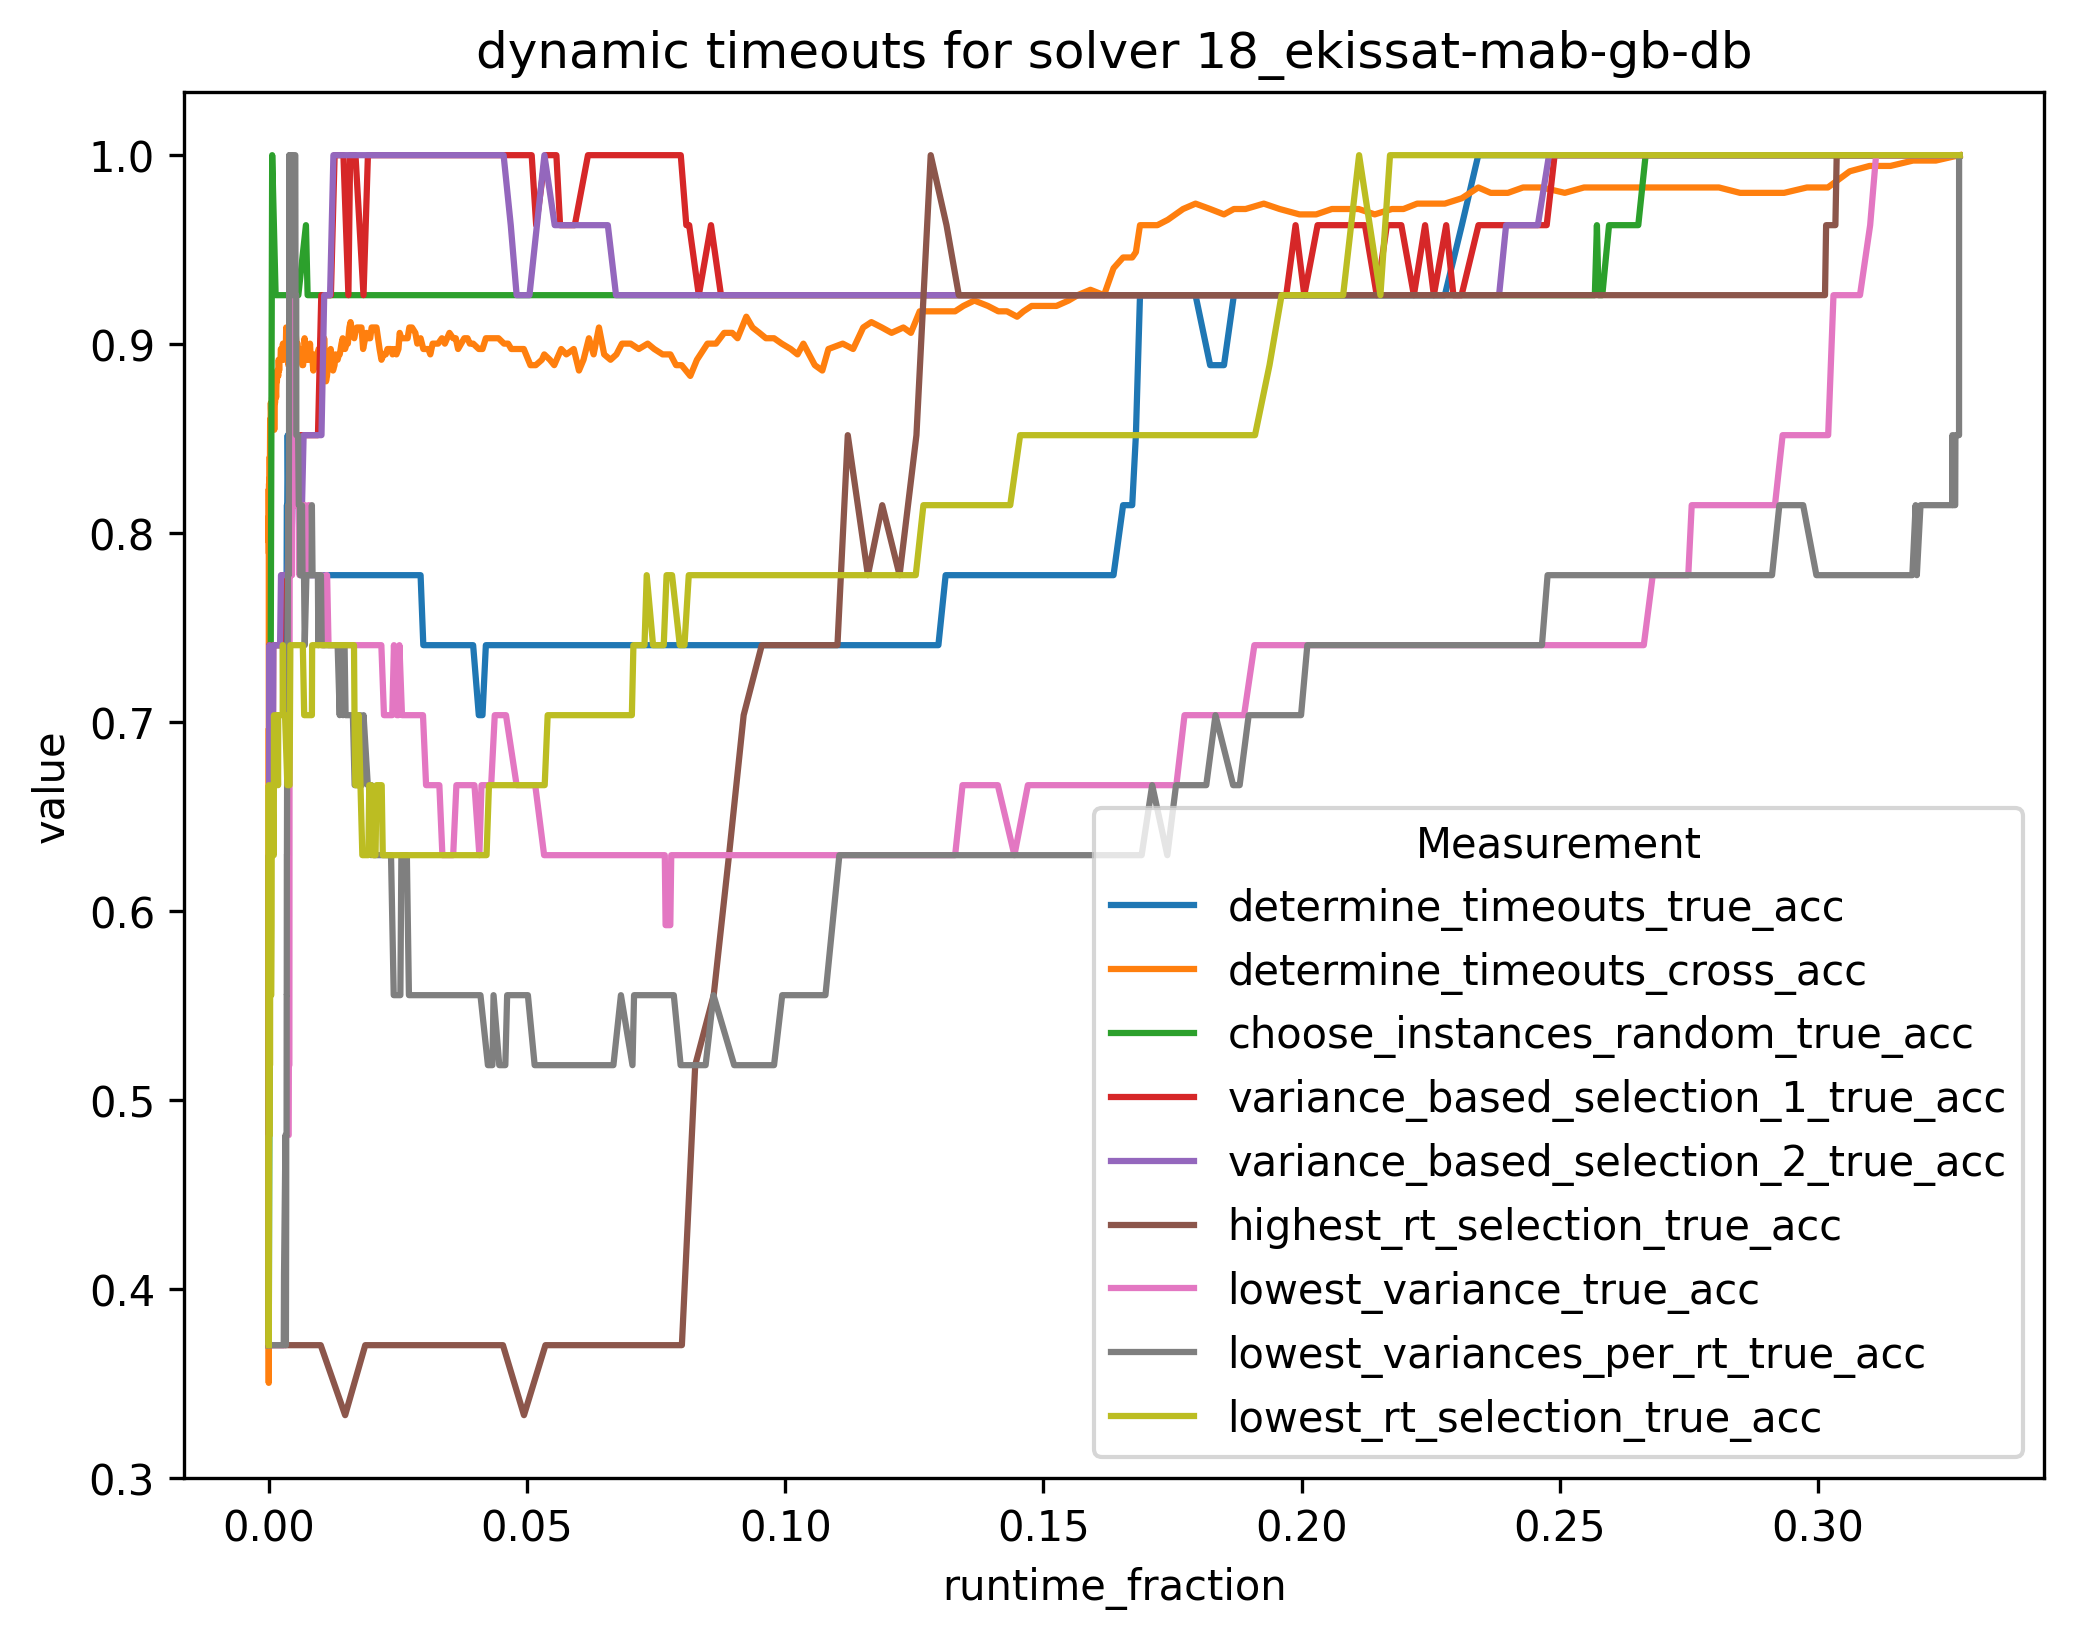 dynamic timeouts for solver 18_ekissat-mab-gb-db
1.0
0.9
0.8
0.7
0.6
0.5
0.4
0.3
value
Measurement
determine_timeouts_true_acc
determine_timeouts_cross_acc
choose_instances_random_true_acc
variance_based_selection_1_true_acc
variance_based_selection_2_true_acc
highest_rt_selection_true_acc
lowest_variance_true_acc
lowest_variances_per_rt_true_acc
lowest_rt_selection_true_acc
0.00 0.05 0.10 0.15 0.20 0.25 0.30
runtime_fraction